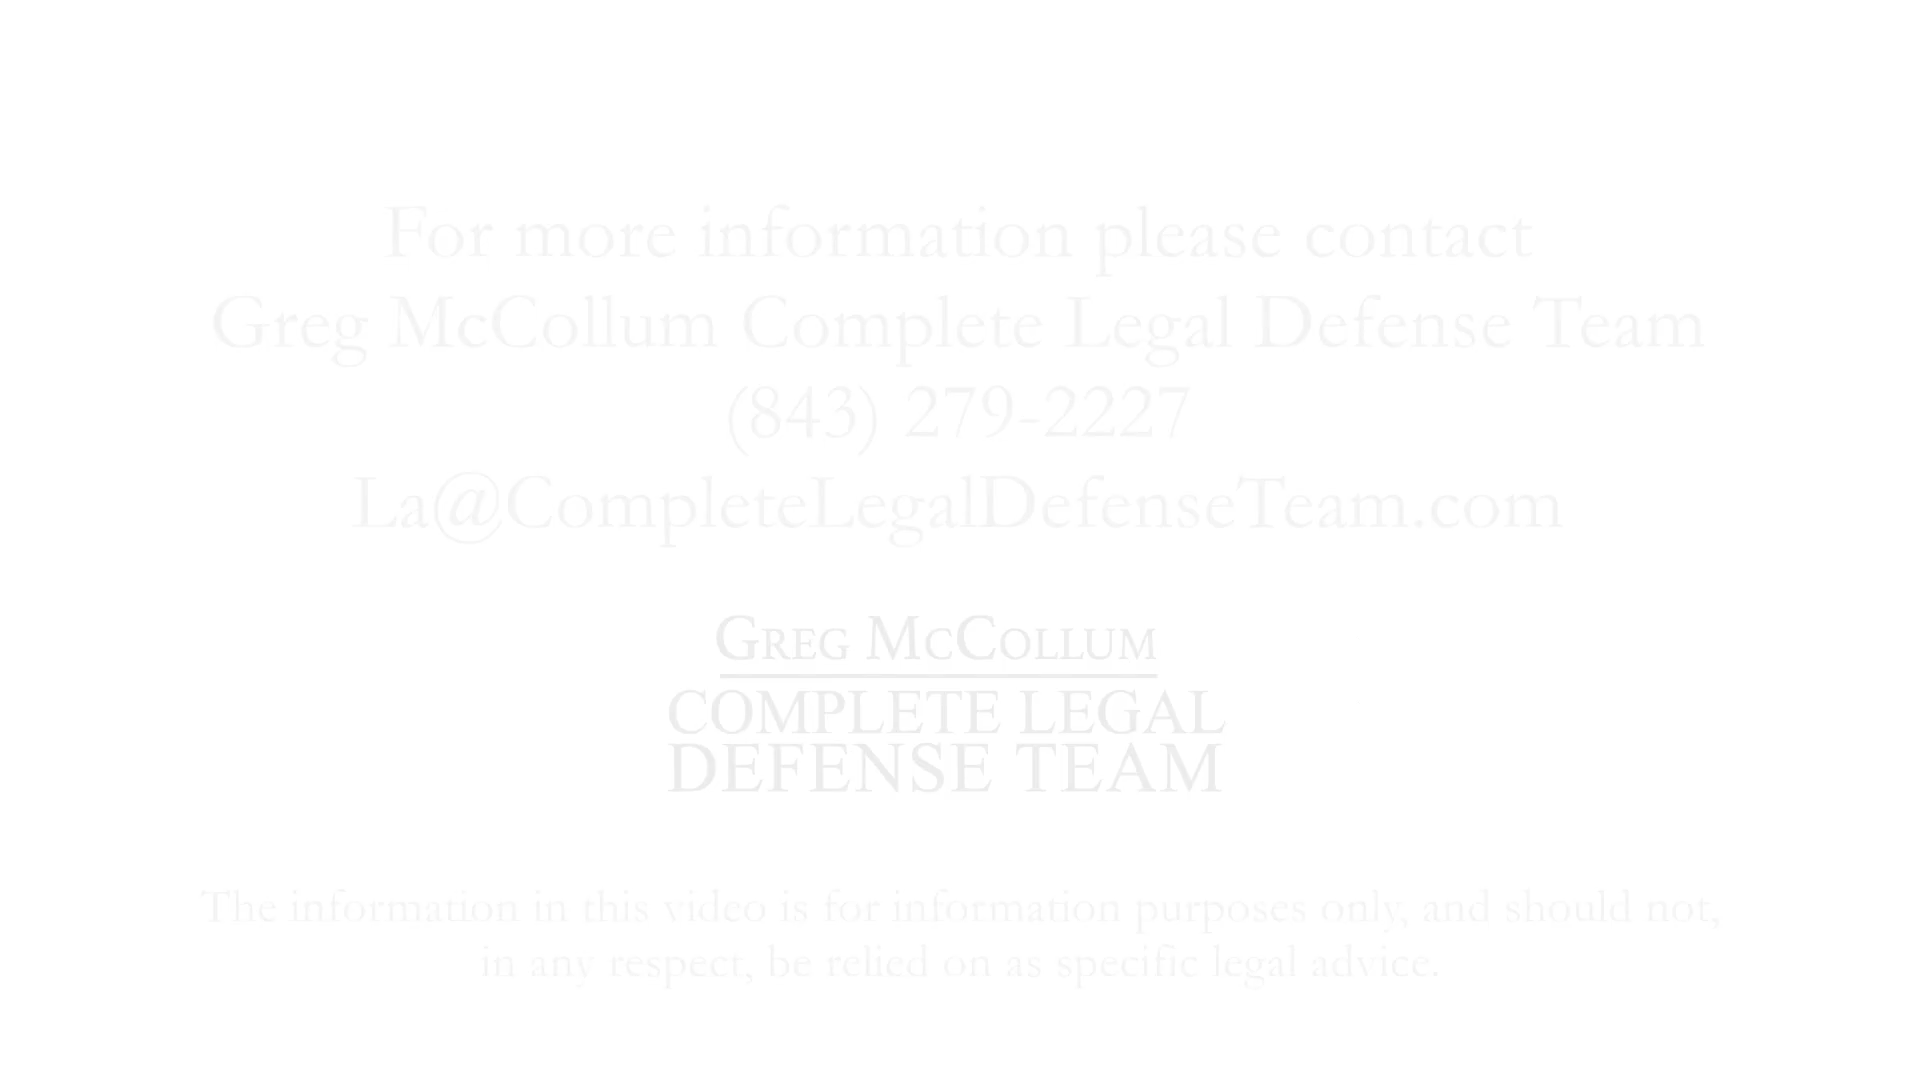 For more information please contact
Greg McCollum Complete Legal Defense Team
(843) 279-2227
La@CompleteLegalDefenseTeam.com
GREG MCCOLLUM
COMPLETE LEGAL
DEFENSE TEAM
The information in this video is for information purposes only, and should not,
in any respect, be relied on as specific legal advice.